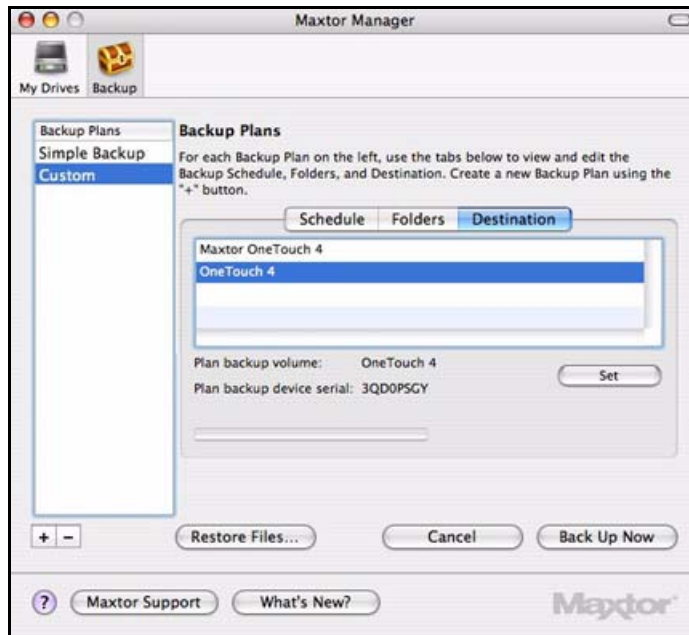 Maxtor Manager
My Drives Backup
Backup Plans
Simple Backup
Custom
Backup Plans
For each Backup Plan on the left, use the tabs below to view and edit the
Backup Schedule, Folders, and Destination. Create a new Backup Plan using the
"+" button.
Schedule Folders Destination
Maxtor OneTouch 4
OneTouch 4
Plan backup volume: OneTouch 4
Set
Plan backup device serial: 3QD0PSGY
+ −
Restore Files... Cancel Back Up Now
? Maxtor Support What's New? Maxtor